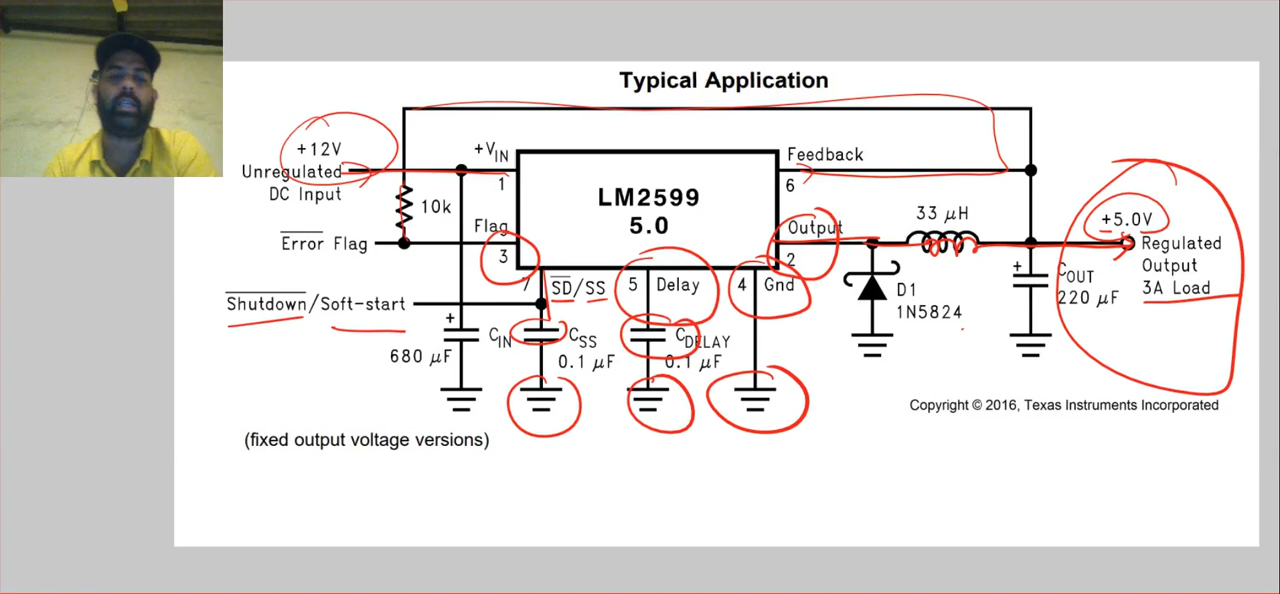 Typical Application
+12V
Unregulated
DC Input
+VIN
1
Feedback
6
LM2599
5.0
10k
Flag
3
Error Flag
Output
2
33 μH
+5.0V
Regulated
Output
3A Load
7
SD/SS
5
Delay
4
Gnd
Shutdown/Soft-start
+
CIN
680 μF
CSS
0.1 μF
CDELAY
0.1 μF
D1
1N5824
+
COUT
220 μF
Copyright © 2016, Texas Instruments Incorporated
(fixed output voltage versions)